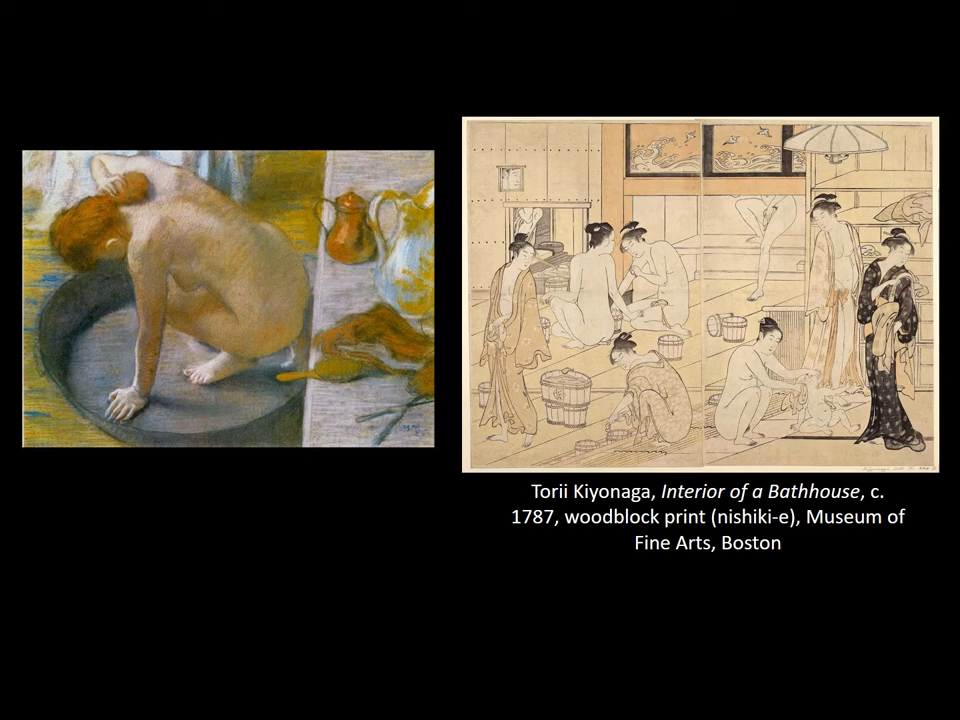 Torii Kiyonaga, Interior of a Bathhouse, c.
1787, woodblock print (nishiki-e), Museum of
Fine Arts, Boston